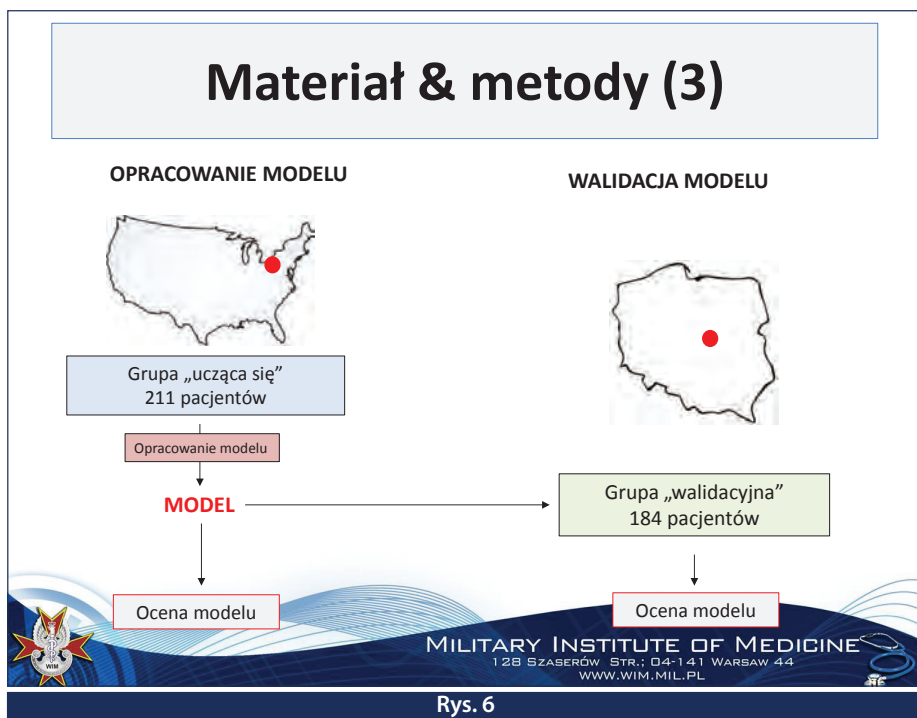 Materiał & metody (3)
OPRACOWANIE MODELU
WALIDACJA MODELU
Grupa „ucząca się”
211 pacjentów
Opracowanie modelu
MODEL
Grupa „walidacyjna”
184 pacjentów
Ocena modelu
Ocena modelu
WIM
MILITARY INSTITUTE OF MEDICINE
128 SZASERÓW STR.; 04-141 WARSAW 44
WWW.WIM.MIL.PL
Rys. 6